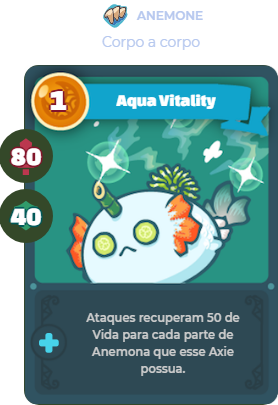 ANEMONE
Corpo a corpo
1
Aqua Vitality
80
40
Ataques recuperam 50 de
Vida para cada parte de
Anemona que esse Axie
possua.